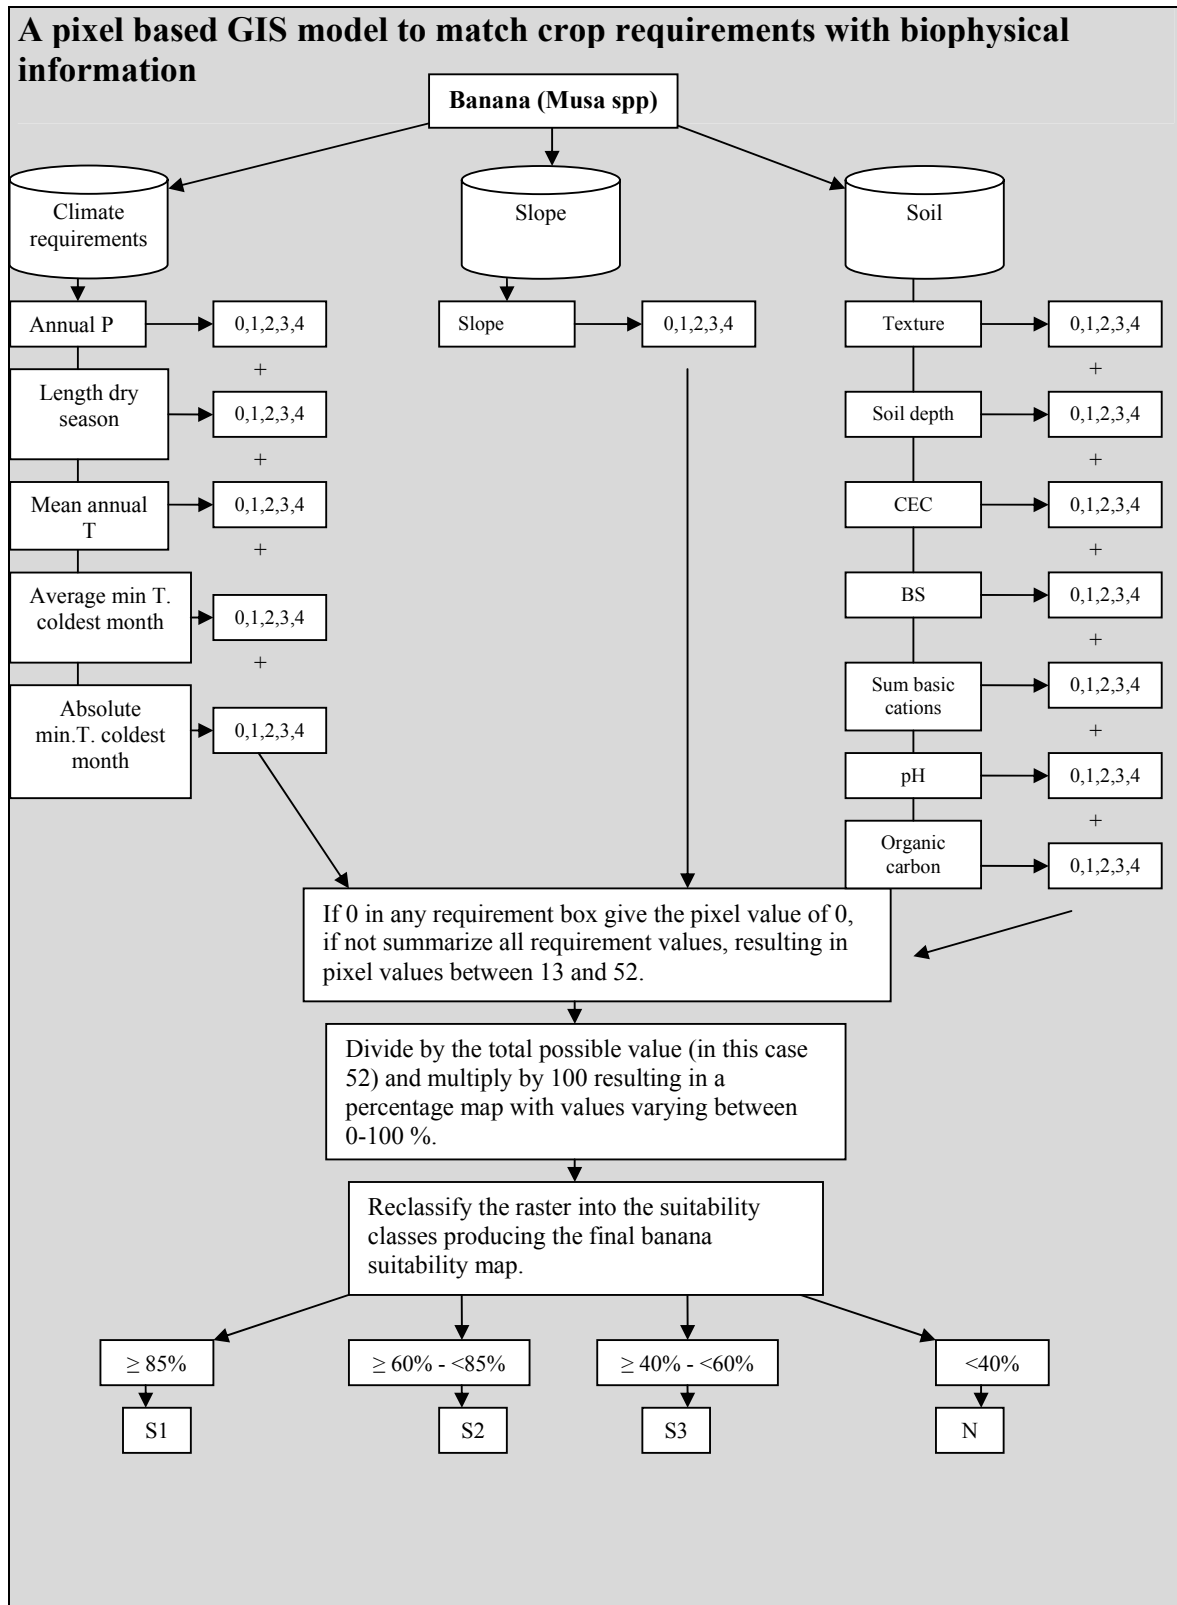 A pixel based GIS model to match crop requirements with biophysical
information
Banana (Musa spp)
Climate
requirements
Slope
Soil
Annual P
0,1,2,3,4
Slope
0,1,2,3,4
Texture
0,1,2,3,4
+
+
Length dry
season
0,1,2,3,4
Soil depth
0,1,2,3,4
+
+
Mean annual
T
0,1,2,3,4
CEC
0,1,2,3,4
+
+
Average min T.
coldest month
0,1,2,3,4
BS
0,1,2,3,4
+
+
Absolute
min.T. coldest
month
0,1,2,3,4
Sum basic
cations
0,1,2,3,4
+
pH
0,1,2,3,4
+
Organic
carbon
0,1,2,3,4
If 0 in any requirement box give the pixel value of 0,
if not summarize all requirement values, resulting in
pixel values between 13 and 52.
Divide by the total possible value (in this case
52) and multiply by 100 resulting in a
percentage map with values varying between
0-100 %.
Reclassify the raster into the suitability
classes producing the final banana
suitability map.
≥ 85%
≥ 60% - <85%
≥ 40% - <60%
<40%
S1
S2
S3
N